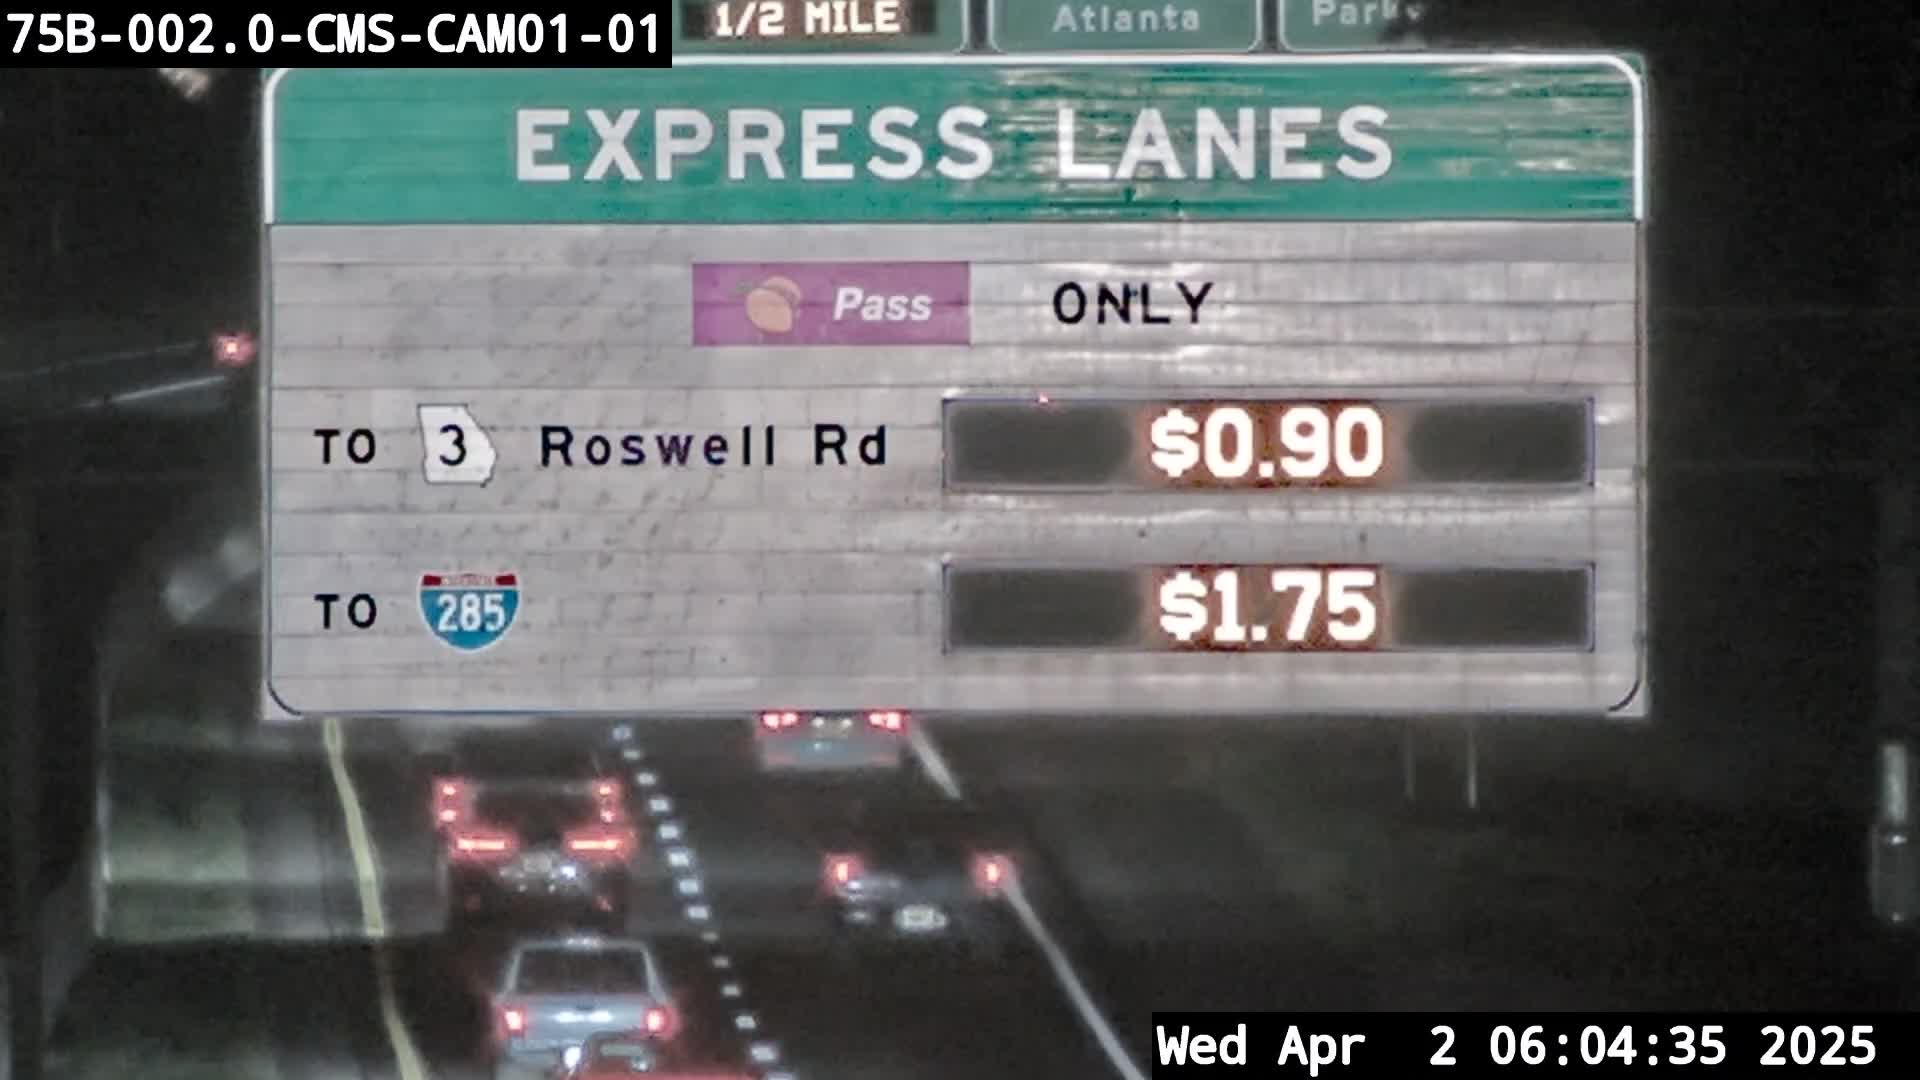 75B-002.0-CMS-CAM01-01
1/2 MILE
Atlanta
EXPRESS LANES
Pass ONLY
TO 3 Roswell Rd $0.90
TO 285 $1.75
Wed Apr 2 06:04:35 2025